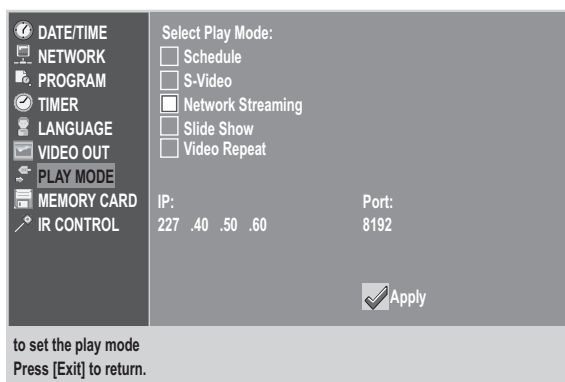 DATE/TIME
NETWORK
PROGRAM
TIMER
LANGUAGE
VIDEO OUT
PLAY MODE
MEMORY CARD
IR CONTROL
Select Play Mode:
Schedule
S-Video
Network Streaming
Slide Show
Video Repeat
IP: Port:
227 .40 .50 .60 8192
Apply
to set the play mode
Press [Exit] to return.